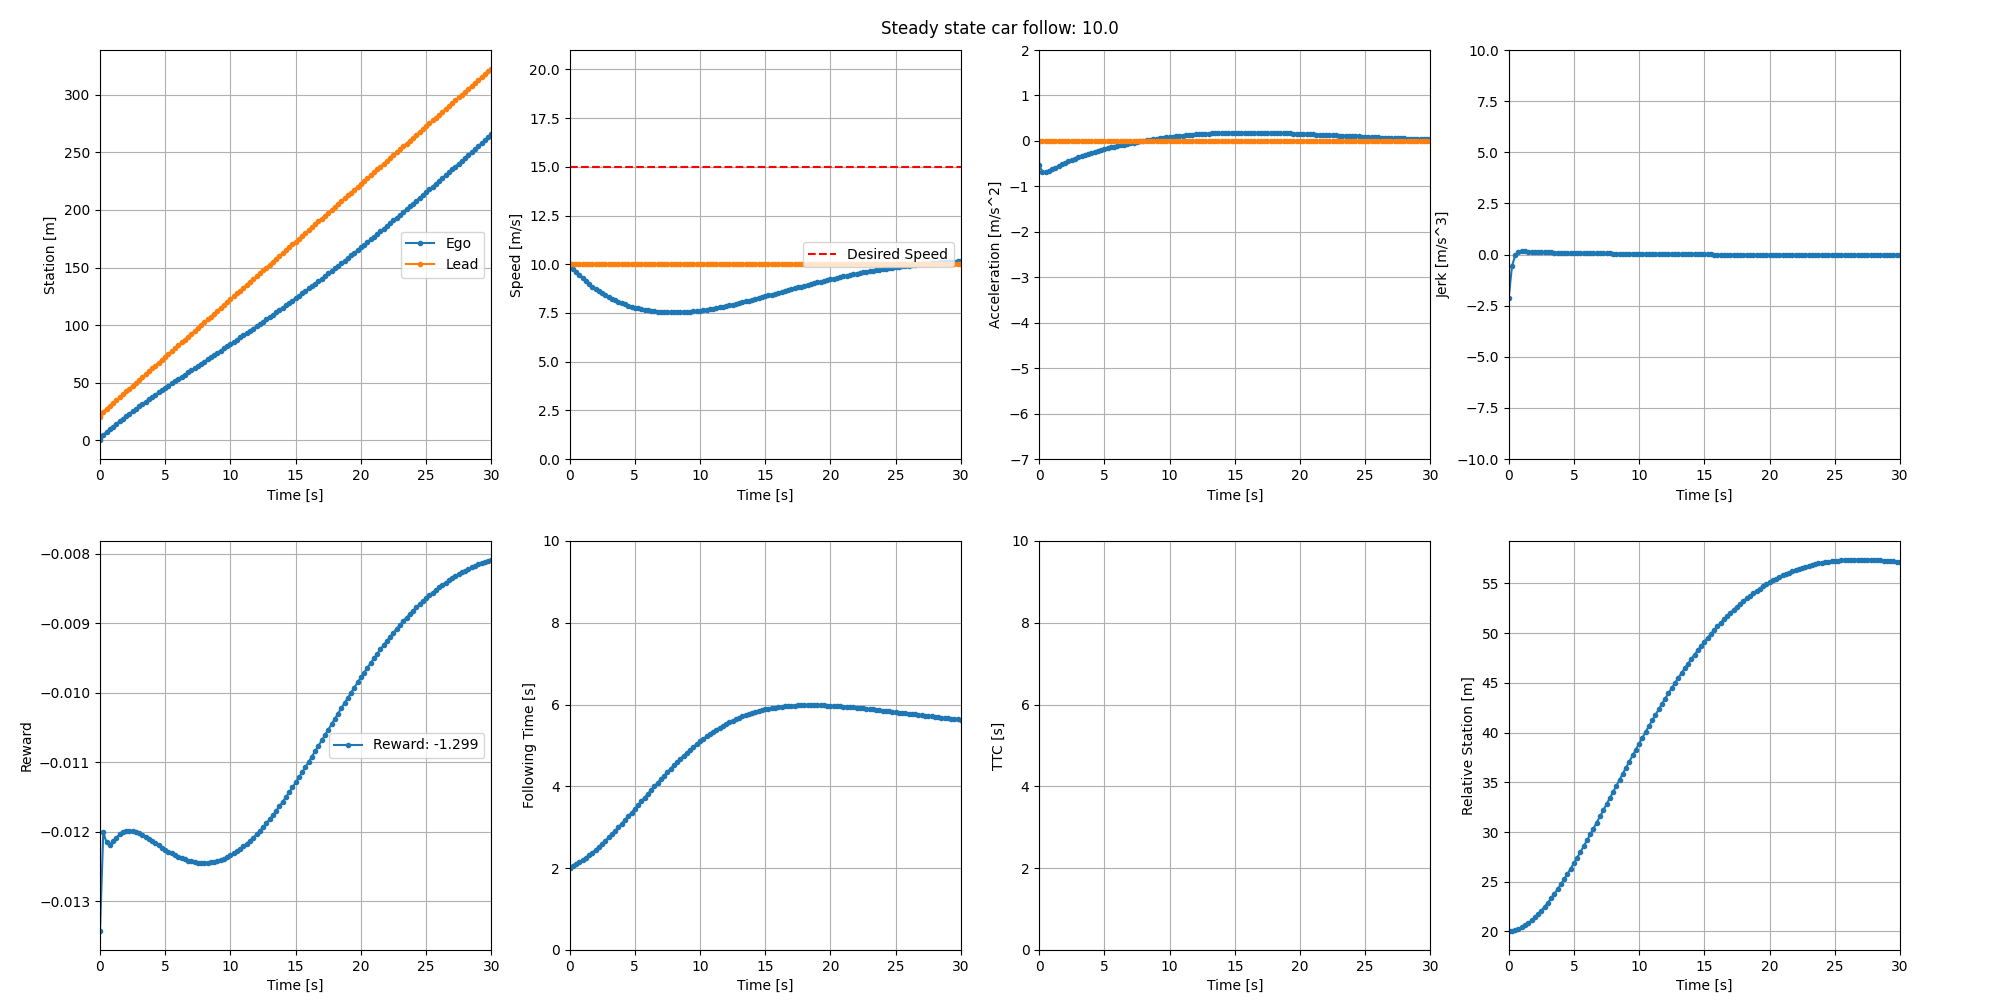 Steady state car follow: 10.0
Station [m]
300
250
200
150
100
50
0
Ego
Lead
0 5 10 15 20 25 30
Time [s]
Speed [m/s]
20.0
17.5
15.0
12.5
10.0
7.5
5.0
2.5
0.0
Desired Speed
0 5 10 15 20 25 30
Time [s]
Acceleration [m/s^2]
2
1
0
−1
−2
−3
−4
−5
−6
−7
0 5 10 15 20 25 30
Time [s]
Jerk [m/s^3]
10.0
7.5
5.0
2.5
0.0
−2.5
−5.0
−7.5
−10.0
0 5 10 15 20 25 30
Time [s]
Reward
−0.008
−0.009
−0.010
−0.011
−0.012
−0.013
Reward: -1.299
0 5 10 15 20 25 30
Time [s]
Following Time [s]
10
8
6
4
2
0
0 5 10 15 20 25 30
Time [s]
TTC [s]
10
8
6
4
2
0
0 5 10 15 20 25 30
Time [s]
Relative Station [m]
55
50
45
40
35
30
25
20
0 5 10 15 20 25 30
Time [s]